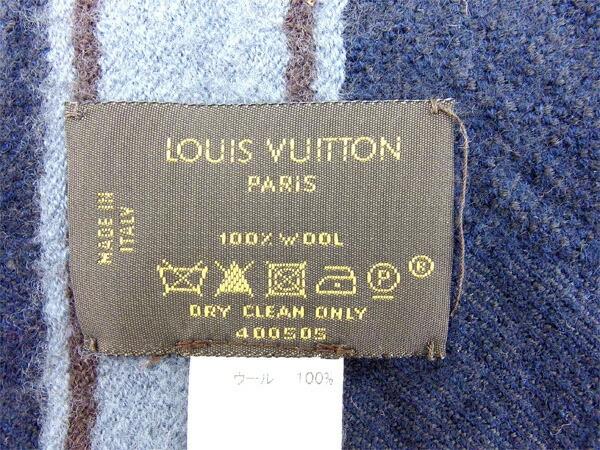 LOUIS VUITTON
PARIS
MADE IN
ITALY
100% WOOL
P ®
DRY CLEAN ONLY
400505
ウール 100%